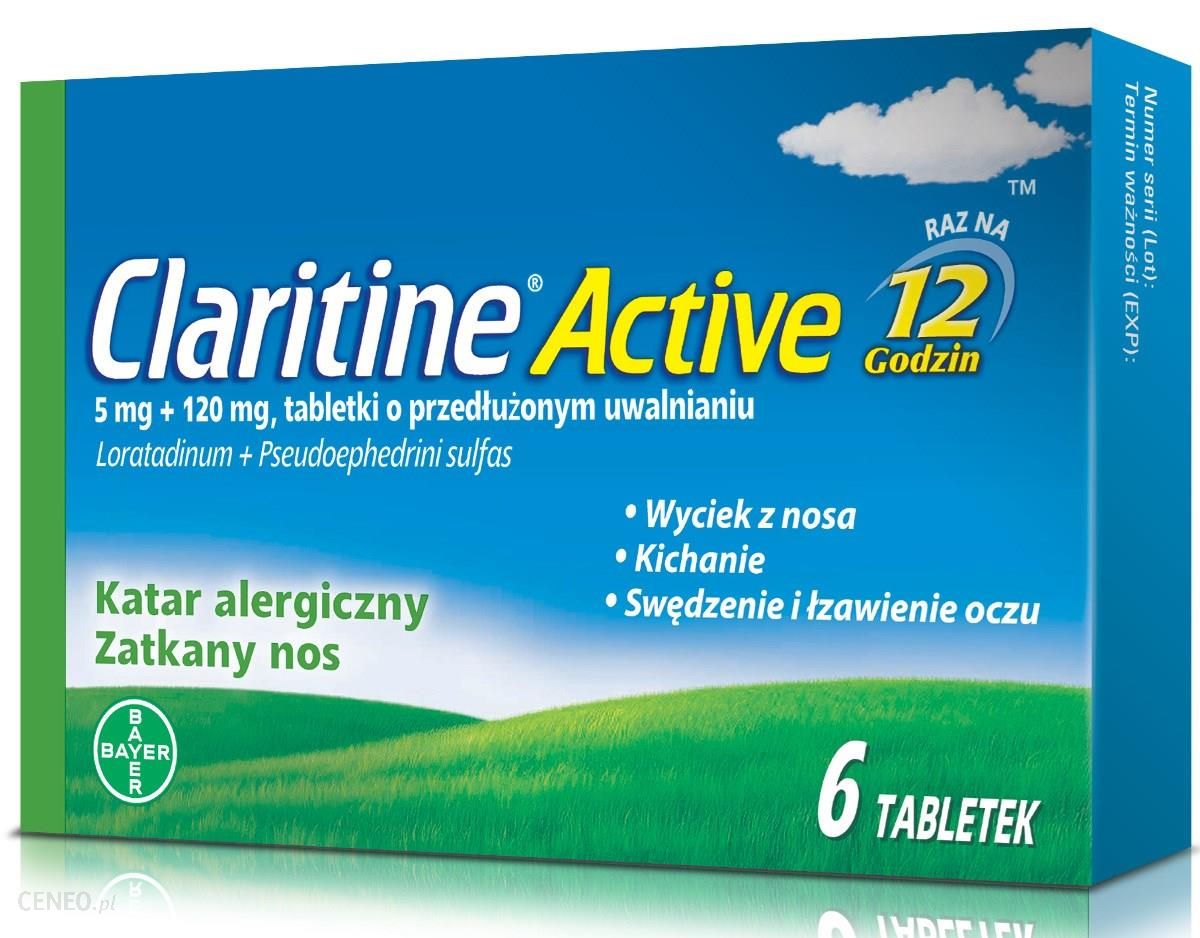 TM
RAZ NA
12
Godzin
Claritine® Active
5 mg + 120 mg, tabletki o przedłużonym uwalnianiu
Loratadinum + Pseudoephedrini sulfas
• Wyciek z nosa
• Kichanie
• Swędzenie i łzawienie oczu
Katar alergiczny
Zatkany nos
BAYER
BAYER
6 TABLETEK
Numer serii (Lot):
Termin ważności (EXP):
CENEO.pl